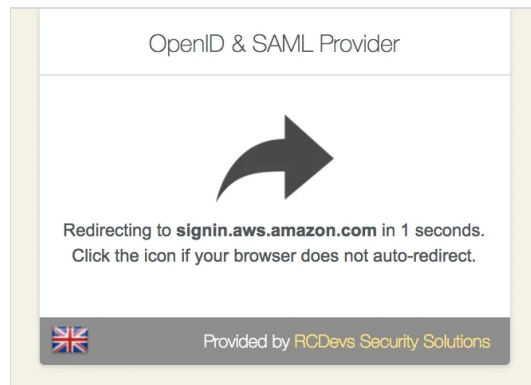 OpenID & SAML Provider
Redirecting to signin.aws.amazon.com in 1 seconds.
Click the icon if your browser does not auto-redirect.
Provided by RCDevs Security Solutions